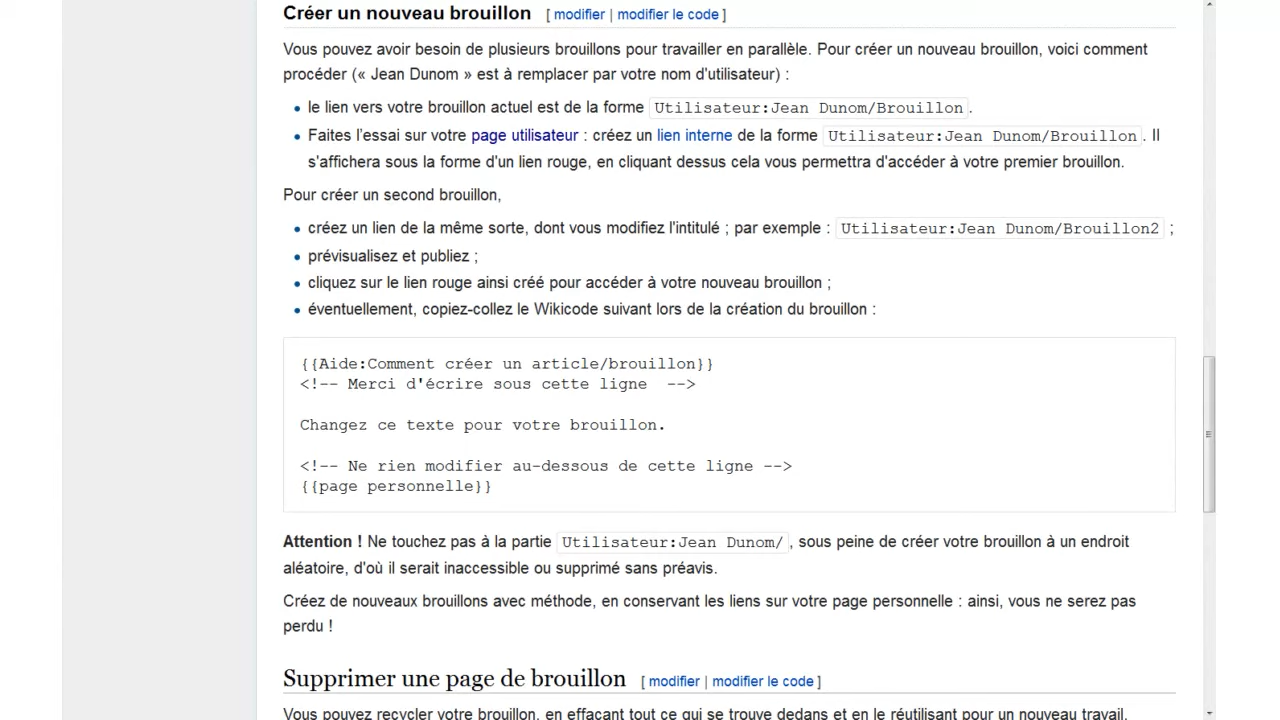 Créer un nouveau brouillon [ modifier | modifier le code ]
Vous pouvez avoir besoin de plusieurs brouillons pour travailler en parallèle. Pour créer un nouveau brouillon, voici comment
procéder (« Jean Dunom » est à remplacer par votre nom d'utilisateur) :
• le lien vers votre brouillon actuel est de la forme Utilisateur:Jean Dunom/Brouillon.
• Faites l'essai sur votre page utilisateur : créez un lien interne de la forme Utilisateur:Jean Dunom/Brouillon. Il
s'affichera sous la forme d'un lien rouge, en cliquant dessus cela vous permettra d'accéder à votre premier brouillon.
Pour créer un second brouillon,
• créez un lien de la même sorte, dont vous modifiez l'intitulé ; par exemple : Utilisateur:Jean Dunom/Brouillon2 ;
• prévisualisez et publiez ;
• cliquez sur le lien rouge ainsi créé pour accéder à votre nouveau brouillon ;
• éventuellement, copiez-collez le Wikicode suivant lors de la création du brouillon :
{{Aide:Comment créer un article/brouillon}}
<!-- Merci d'écrire sous cette ligne  -->
Changez ce texte pour votre brouillon.
<!-- Ne rien modifier au-dessous de cette ligne -->
{{page personnelle}}
Attention ! Ne touchez pas à la partie Utilisateur:Jean Dunom/ , sous peine de créer votre brouillon à un endroit
aléatoire, d'où il serait inaccessible ou supprimé sans préavis.
Créez de nouveaux brouillons avec méthode, en conservant les liens sur votre page personnelle : ainsi, vous ne serez pas
perdu !
Supprimer une page de brouillon [ modifier | modifier le code ]
Vous pouvez recycler votre brouillon, en effaçant tout ce qui se trouve dedans et en le réutilisant pour un nouveau travail.